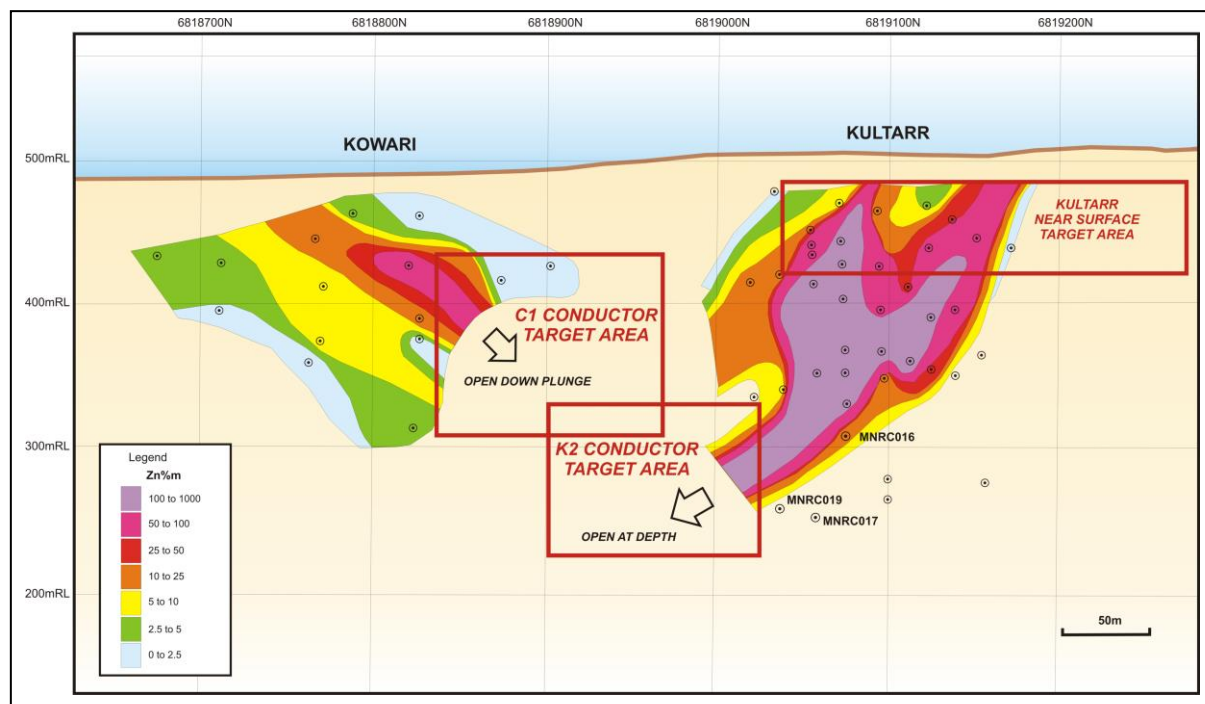 6818700N 6818800N 6818900N 6819000N 6819100N 6819200N
KOWARI
KULTARR
500mRL
KULTARR
NEAR SURFACE
TARGET AREA
400mRL
C1 CONDUCTOR
TARGET AREA
OPEN DOWN PLUNGE
300mRL
K2 CONDUCTOR
TARGET AREA
OPEN AT DEPTH
MNRC016
MNRC019
MNRC017
200mRL
50m
Legend
Zn%m
100 to 1000
50 to 100
25 to 50
10 to 25
5 to 10
2.5 to 5
0 to 2.5